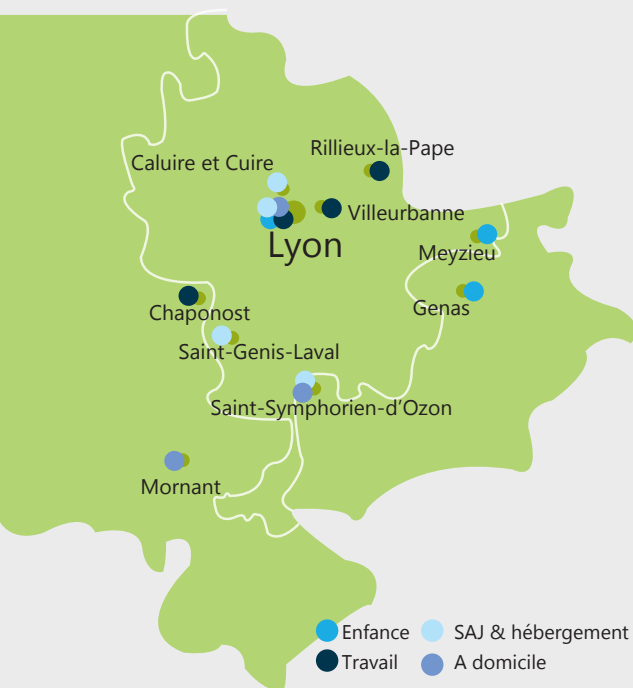 Rillieux-la-Pape
Caluire et Cuire
Villeurbanne
Lyon
Meyzieu
Genas
Chaponost
Saint-Genis-Laval
Saint-Symphorien-d'Ozon
Mornant
Enfance
SAJ & hébergement
Travail
A domicile